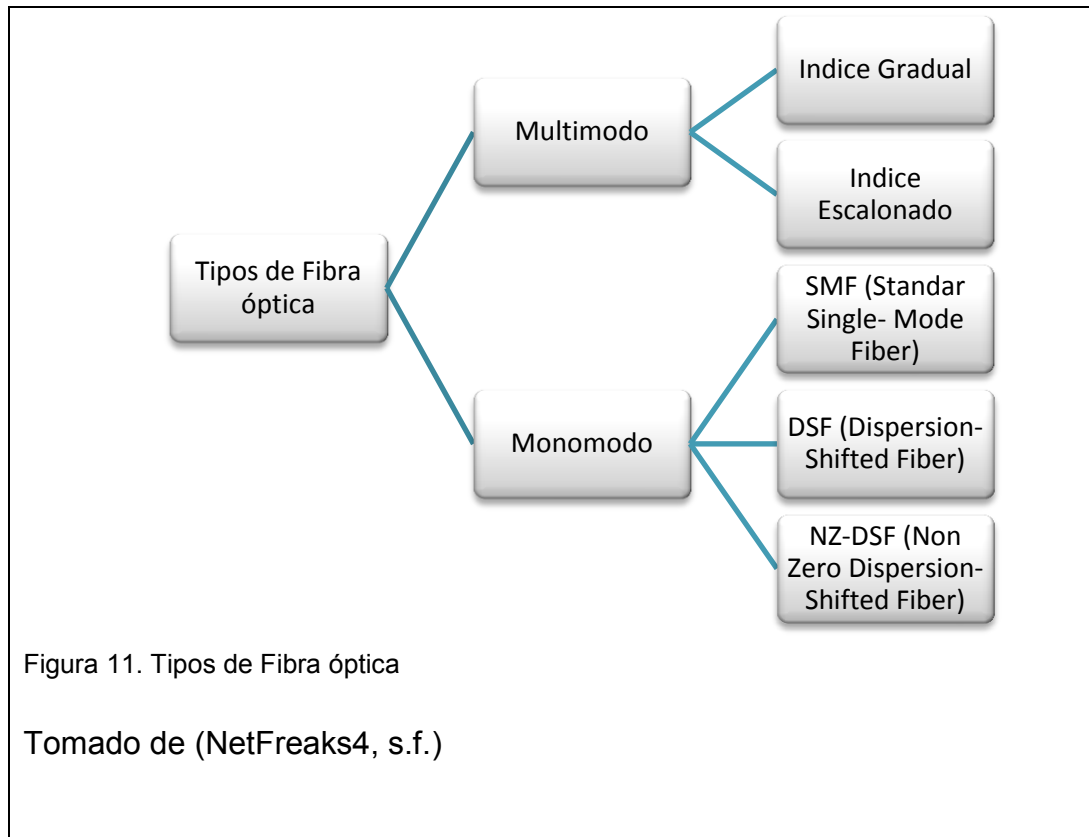 Tipos de Fibra
óptica
Multimodo
Indice Gradual
Indice
Escalonado
Monomodo
SMF (Standar
Single- Mode
Fiber)
DSF (Dispersion-
Shifted Fiber)
NZ-DSF (Non
Zero Dispersion-
Shifted Fiber)
Figura 11. Tipos de Fibra óptica
Tomado de (NetFreaks4, s.f.)